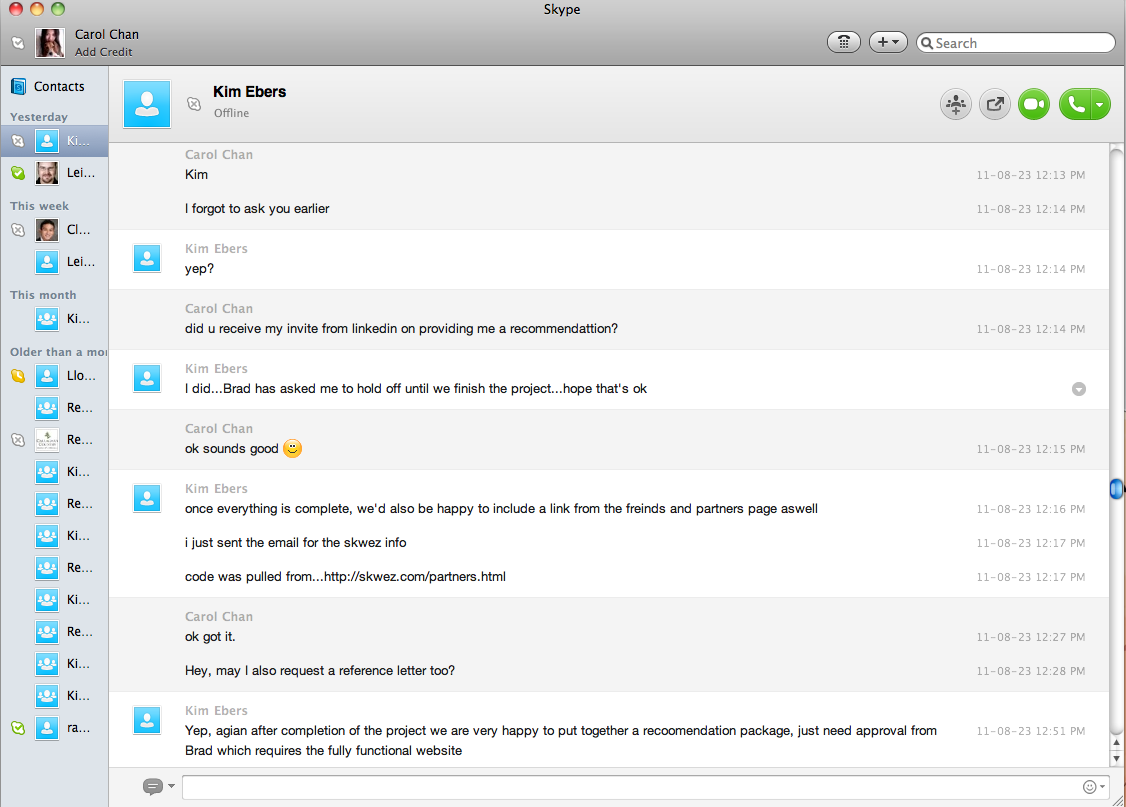 Skype
Carol Chan
Add Credit
Search
Contacts
Yesterday
Ki...
Lei...
This week
Cl...
Lei...
This month
Ki...
Older than a mo
Llo...
Re...
Re...
Ki...
Re...
Ki...
Re...
Ki...
Re...
Ki...
Ki...
ra...
Kim Ebers
Offline
Carol Chan
Kim 11-08-23 12:13 PM
I forgot to ask you earlier 11-08-23 12:14 PM
Kim Ebers
yep? 11-08-23 12:14 PM
Carol Chan
did u receive my invite from linkedin on providing me a recommendattion? 11-08-23 12:14 PM
Kim Ebers
I did...Brad has asked me to hold off until we finish the project...hope that's ok
Carol Chan
ok sounds good 11-08-23 12:15 PM
Kim Ebers
once everything is complete, we'd also be happy to include a link from the freinds and partners page aswell 11-08-23 12:16 PM
i just sent the email for the skwez info 11-08-23 12:17 PM
code was pulled from...http://skwez.com/partners.html 11-08-23 12:17 PM
Carol Chan
ok got it. 11-08-23 12:27 PM
Hey, may I also request a reference letter too? 11-08-23 12:28 PM
Kim Ebers
Yep, agian after completion of the project we are very happy to put together a recoomendation package, just need approval from 11-08-23 12:51 PM
Brad which requires the fully functional website